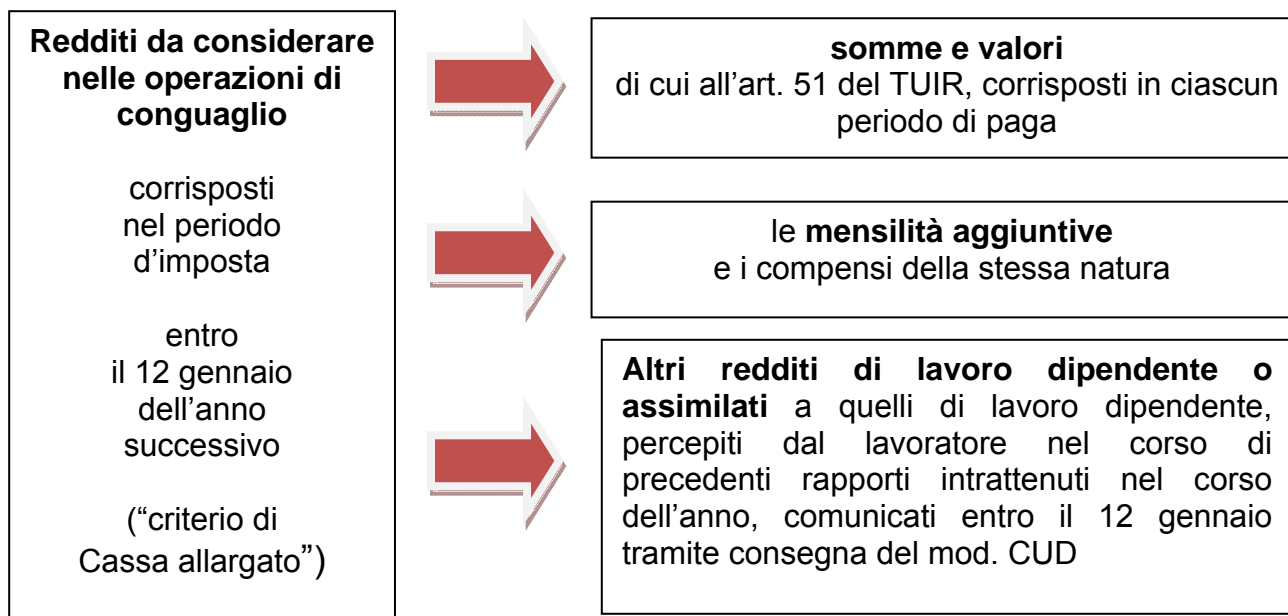 Redditi da considerare
nelle operazioni di
conguaglio
corrisposti
nel periodo
d'imposta
entro
il 12 gennaio
dell'anno
successivo
("criterio di
Cassa allargato")
somme e valori
di cui all'art. 51 del TUIR, corrisposti in ciascun
periodo di paga
le mensilità aggiuntive
e i compensi della stessa natura
Altri redditi di lavoro dipendente o
assimilati a quelli di lavoro dipendente,
percepiti dal lavoratore nel corso di
precedenti rapporti intrattenuti nel corso
dell'anno, comunicati entro il 12 gennaio
tramite consegna del mod. CUD